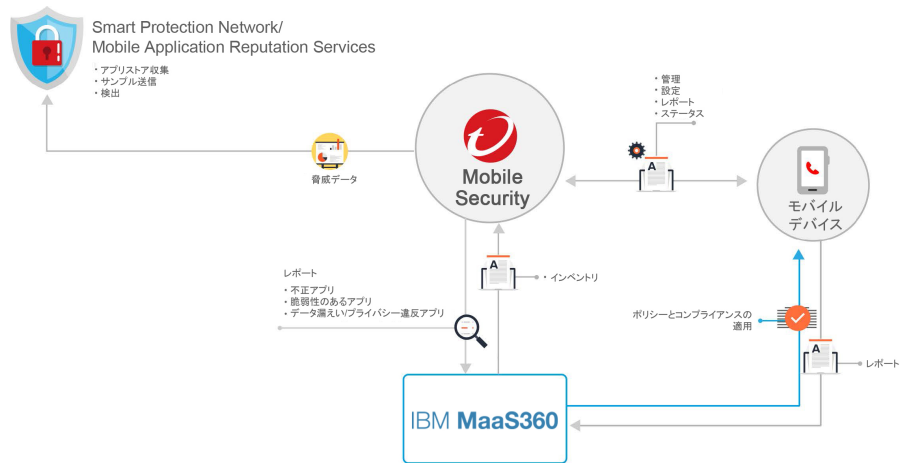 Smart Protection Network/
Mobile Application Reputation Services
・アプリストア収集
・サンプル送信
・検出
脅威データ
Mobile
Security
・管理
・設定
・レポート
・ステータス
A
モバイル
デバイス
レポート
・不正アプリ
・脆弱性のあるアプリ
・データ漏えい/プライバシー違反アプリ
A
・インベントリ
ポリシーとコンプライアンスの
適用
A
レポート
IBM MaaS360